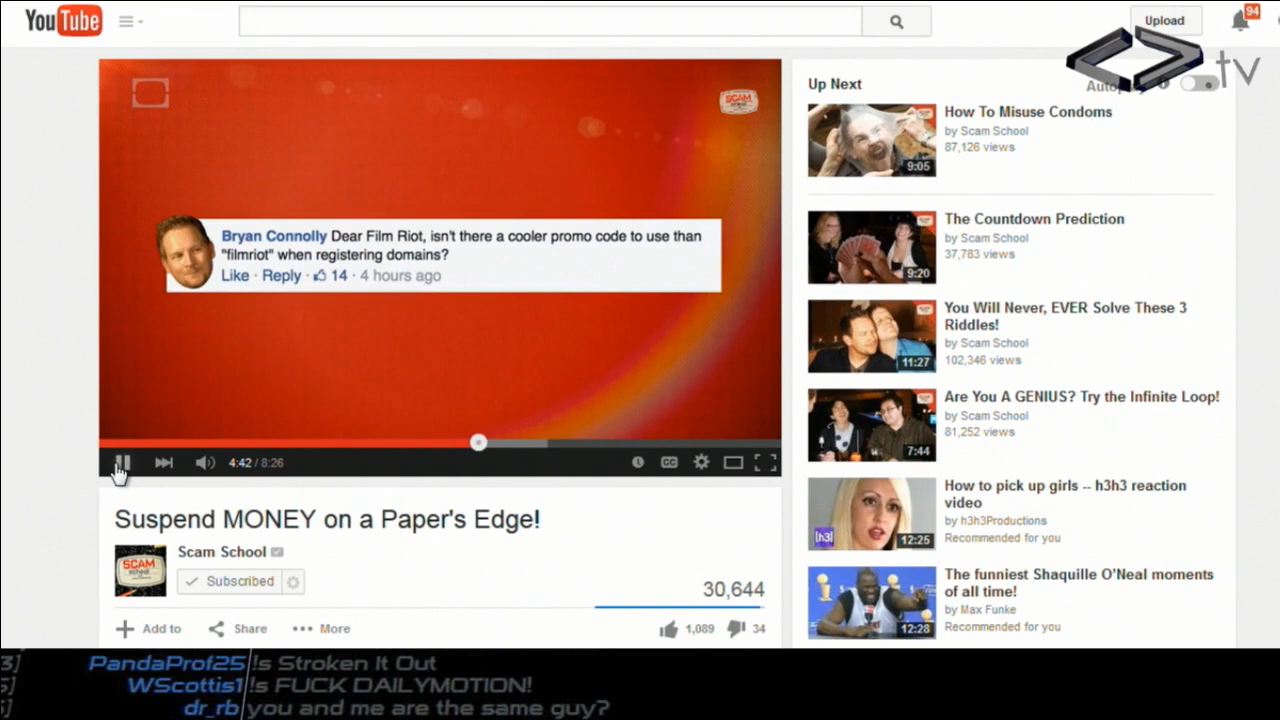 YouTube
Upload
94
tv
SCAM
Bryan Connolly Dear Film Riot, isn't there a cooler promo code to use than
"filmriot" when registering domains?
Like · Reply · 14 · 4 hours ago
4:42 / 8:26
CC
Suspend MONEY on a Paper's Edge!
SCAM
Scam School
Subscribed
30,644
Add to
Share
More
1,089
34
Up Next
How To Misuse Condoms
by Scam School
87,126 views
9:05
The Countdown Prediction
by Scam School
37,783 views
9:20
You Will Never, EVER Solve These 3
Riddles!
by Scam School
102,346 views
11:27
Are You A GENIUS? Try the Infinite Loop!
by Scam School
81,252 views
7:44
How to pick up girls -- h3h3 reaction
video
by h3h3Productions
Recommended for you
[h3]
12:25
The funniest Shaquille O'Neal moments
of all time!
by Max Funke
Recommended for you
12:28
3] PandaProf25 !s Stroken It Out
WScottis1 !s FUCK DAILYMOTION!
dr_rb you and me are the same guy?